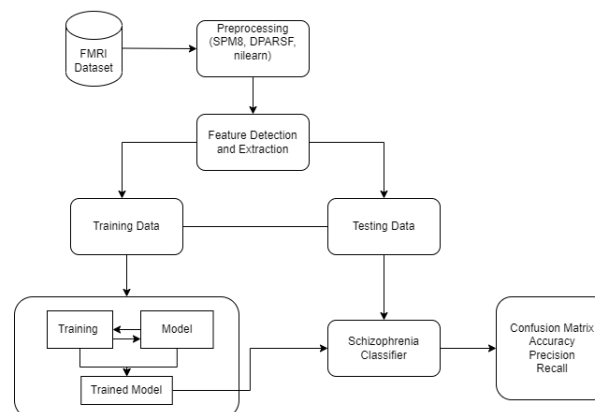 FMRI
Dataset
Preprocessing
(SPM8, DPARSF,
nilearn)
Feature Detection
and Extraction
Training Data
Testing Data
Training
Model
Trained Model
Schizophrenia
Classifier
Confusion Matrix
Accuracy
Precision
Recall